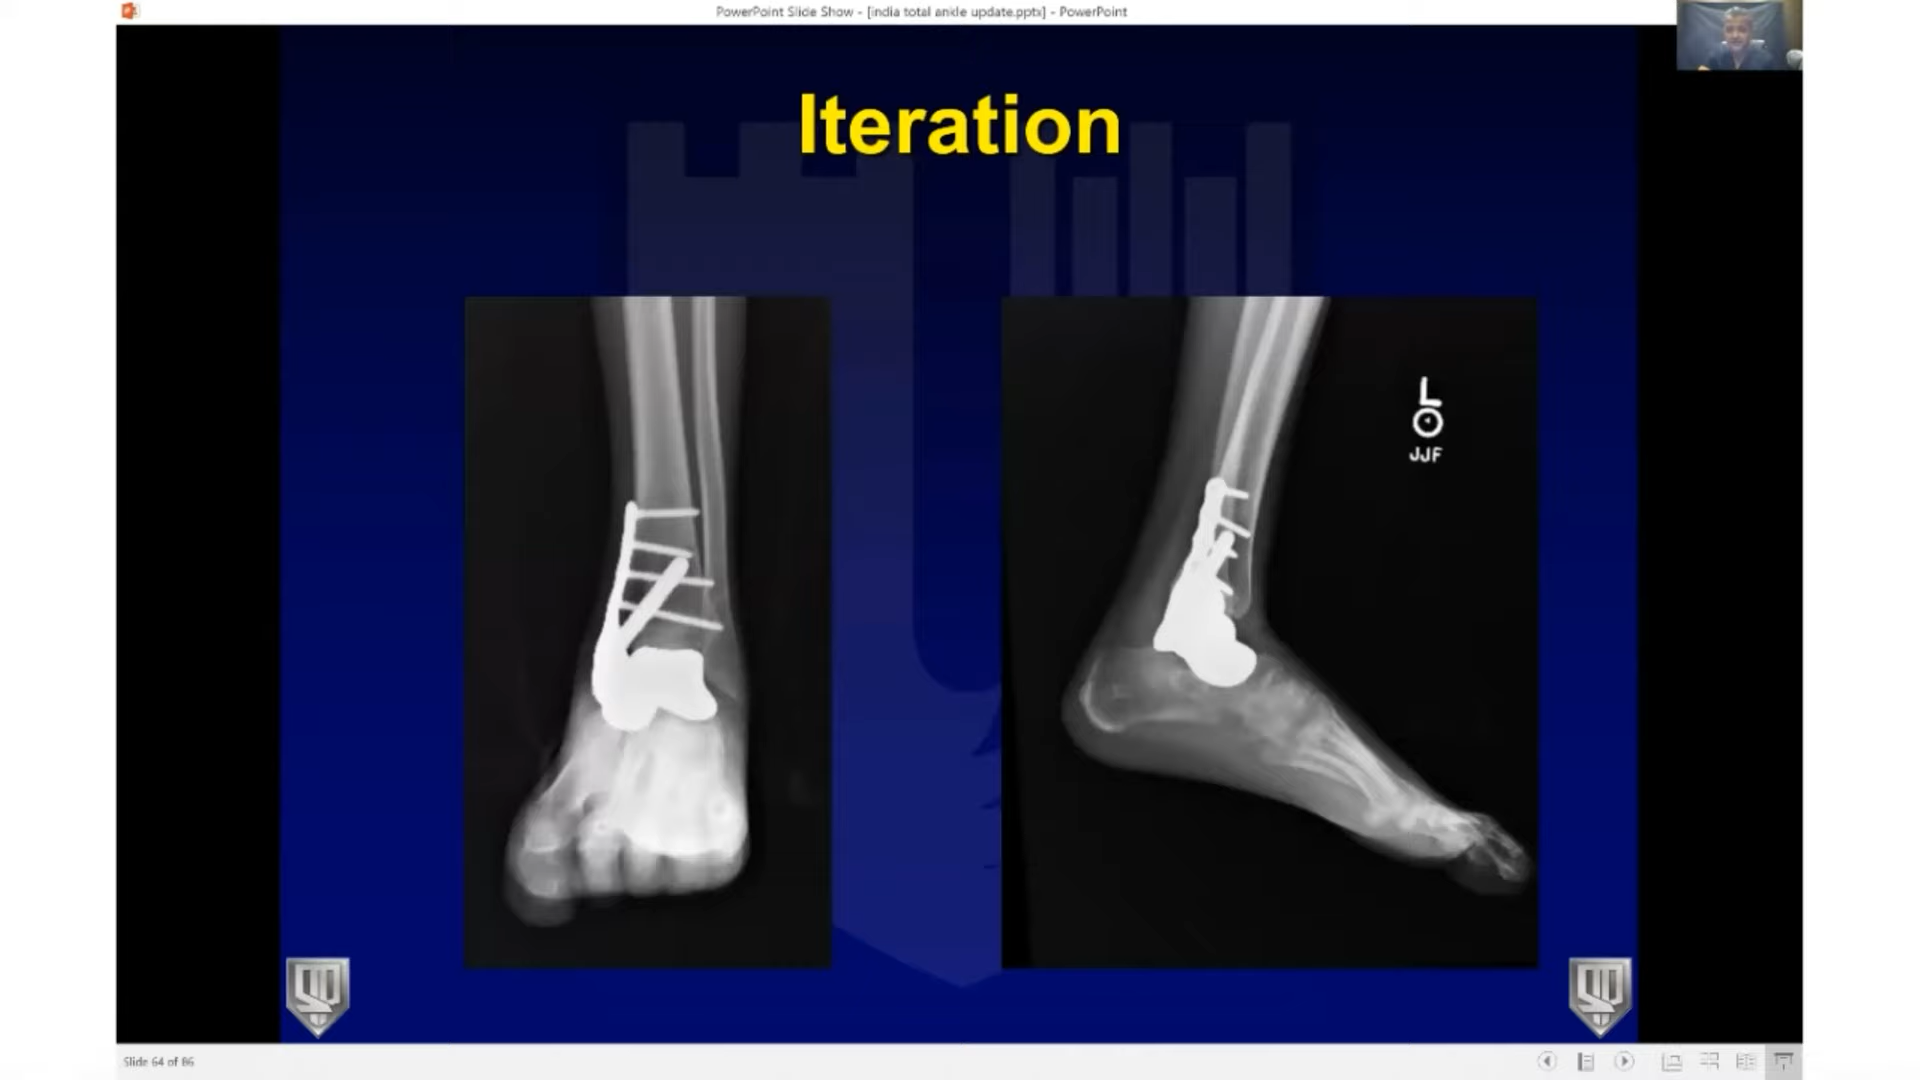 PowerPoint Slide Show - [india total ankle update.pptx] - PowerPoint
Iteration
L
JJF
Slide 64 of 86